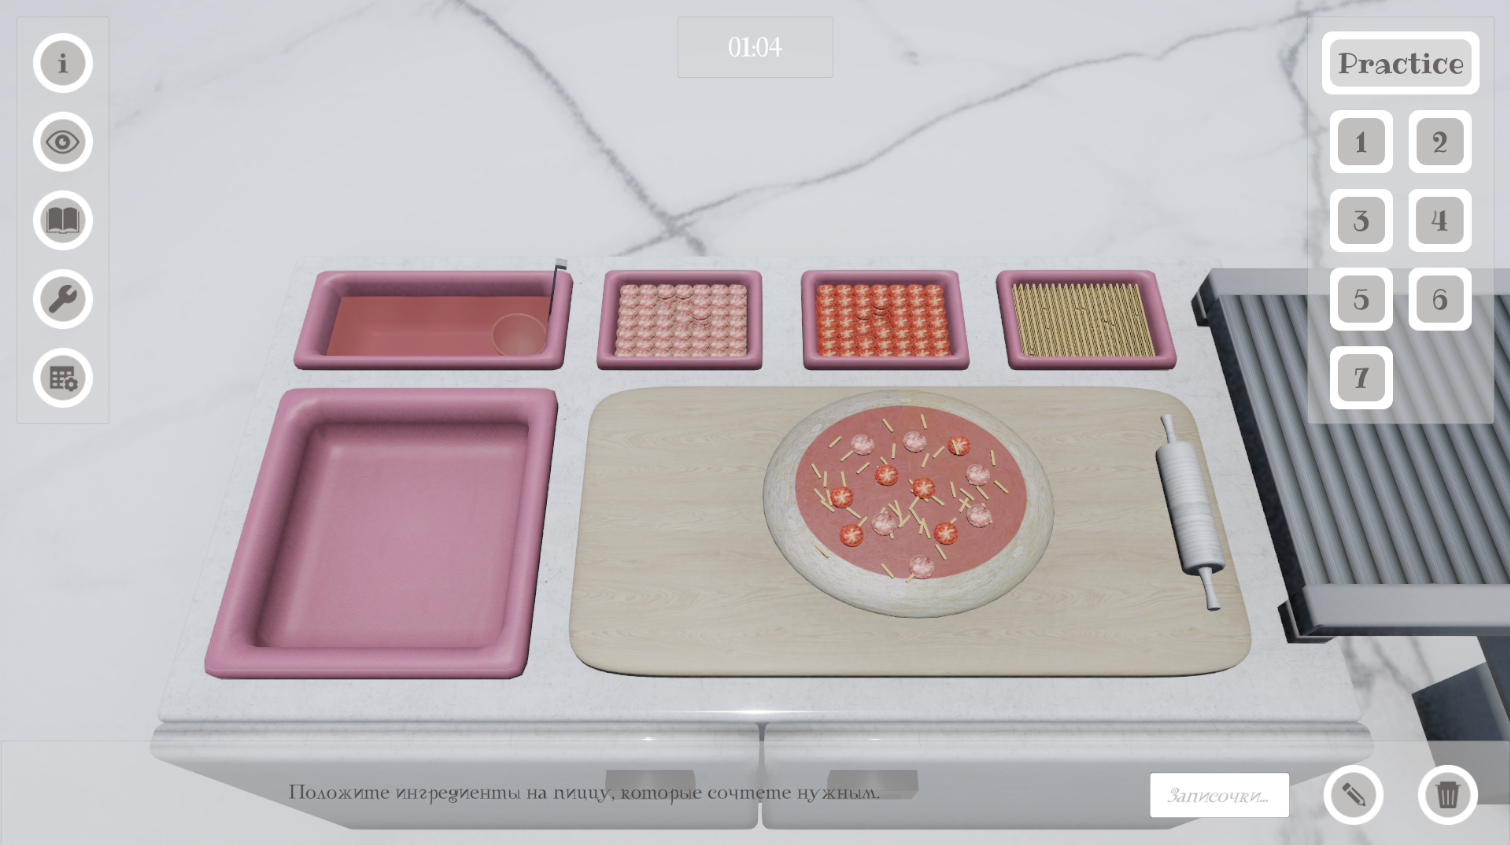 01:04
Practice
1 2
3 4
5 6
7
Положите ингредиенты на пиццу, которые сочтете нужным.
Записочки...